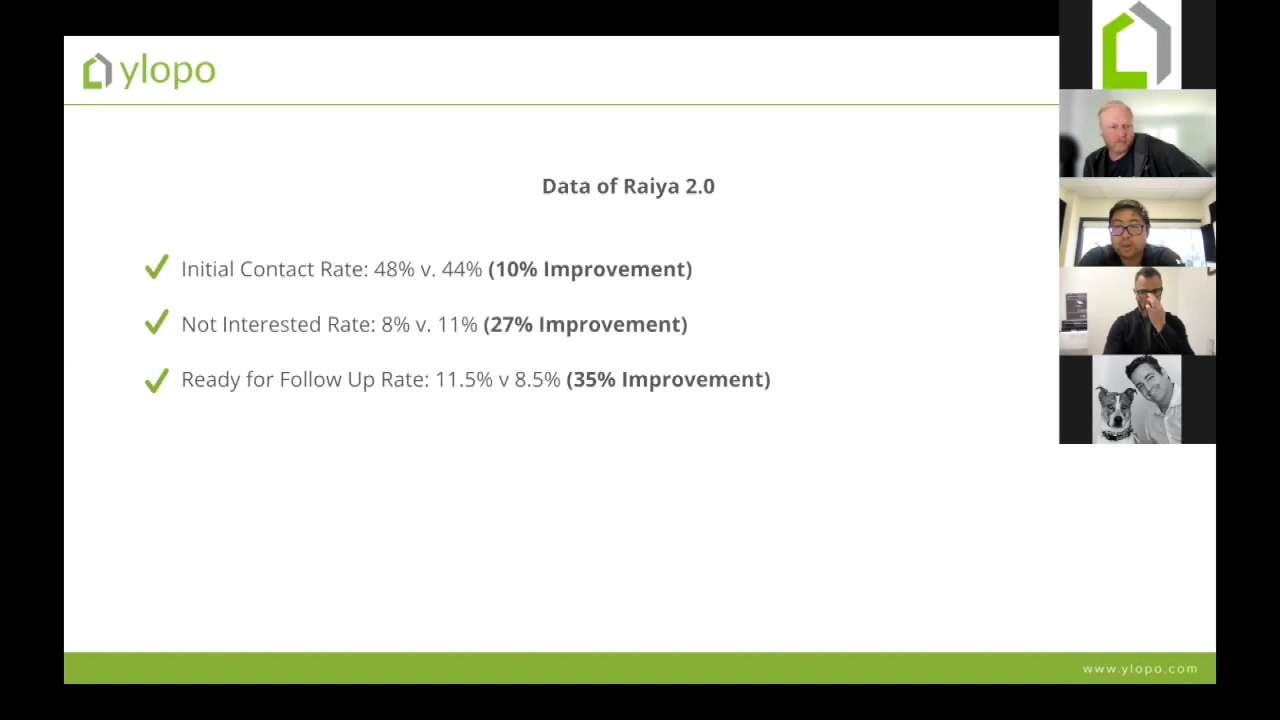 ylopo
Data of Raiya 2.0
Initial Contact Rate: 48% v. 44% (10% Improvement)
Not Interested Rate: 8% v. 11% (27% Improvement)
Ready for Follow Up Rate: 11.5% v 8.5% (35% Improvement)
www.ylopo.com